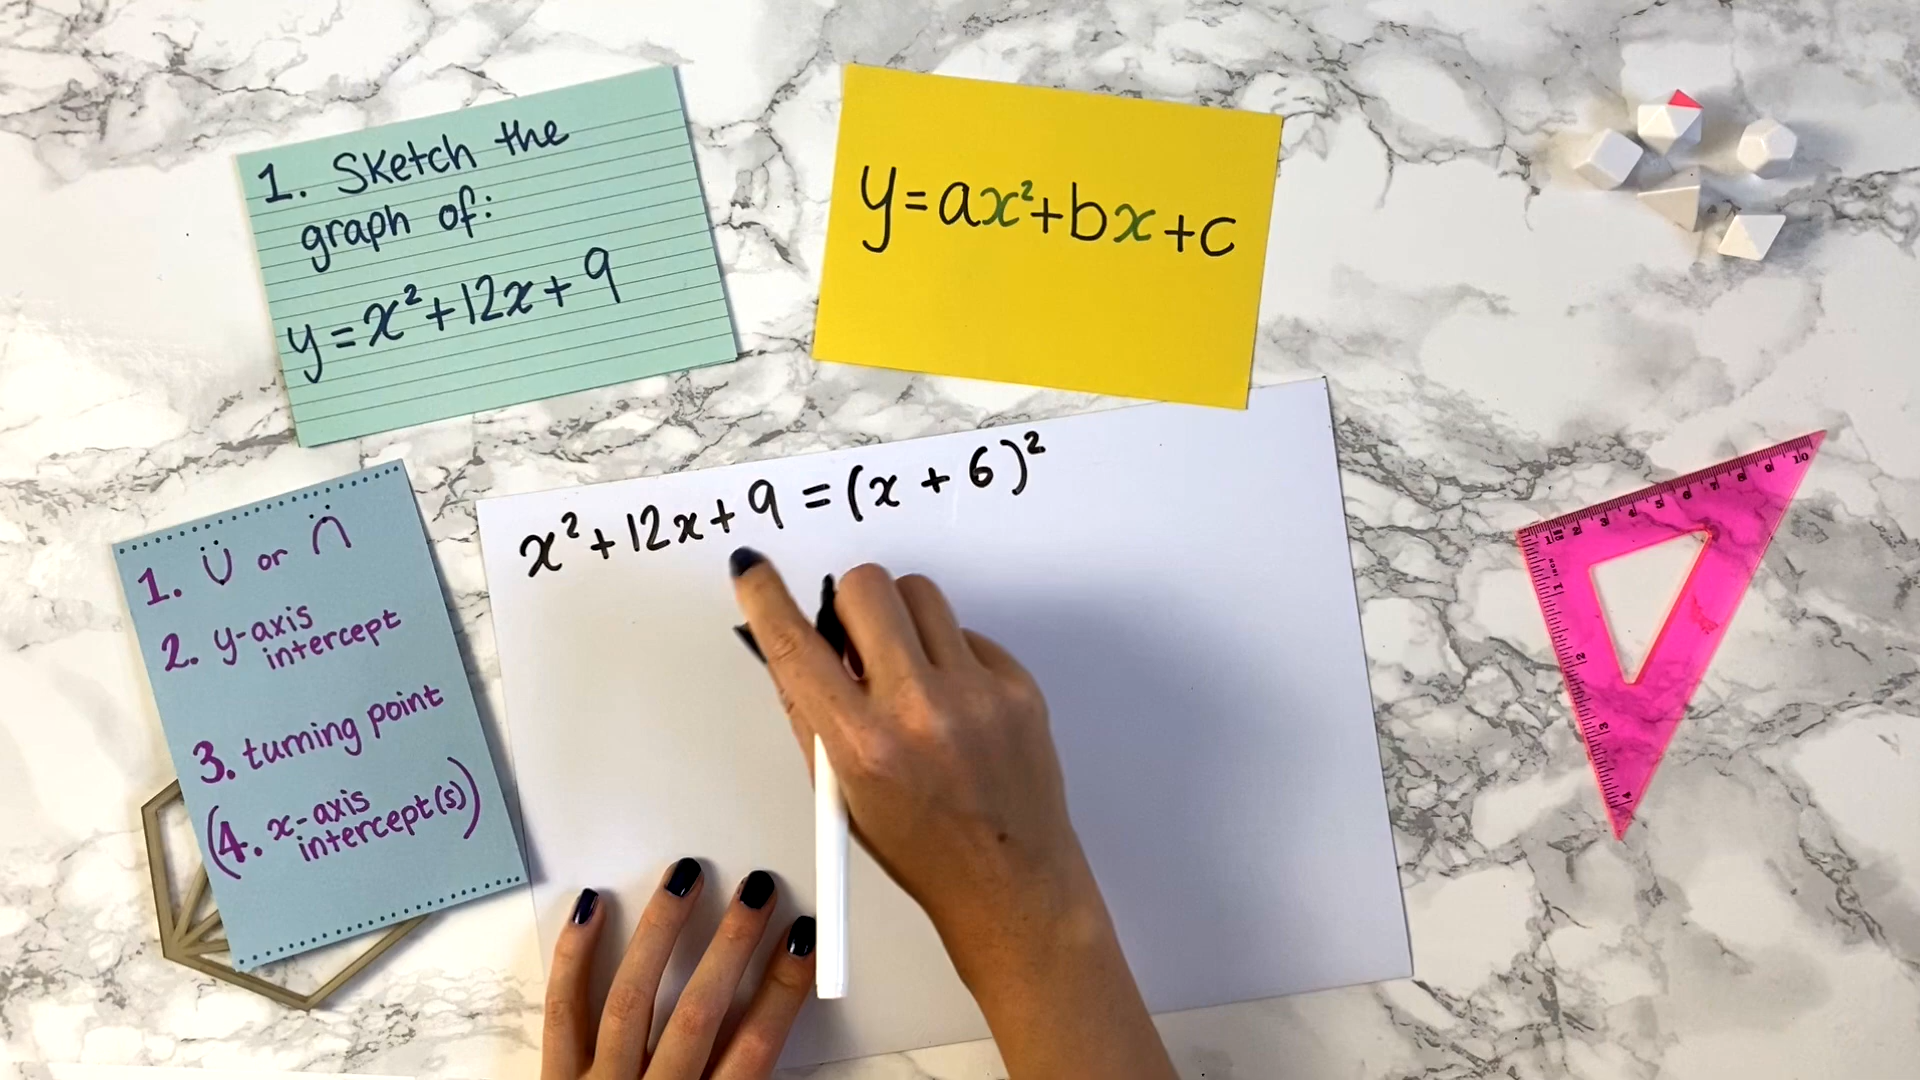 1. Sketch the
graph of:
y=x²+12x+9
y=ax²+bx+c
x²+12x+9=(x+6)²
1. ∪ or ∩
2. y-axis
intercept
3. turning point
(4. x-axis
intercept(s))